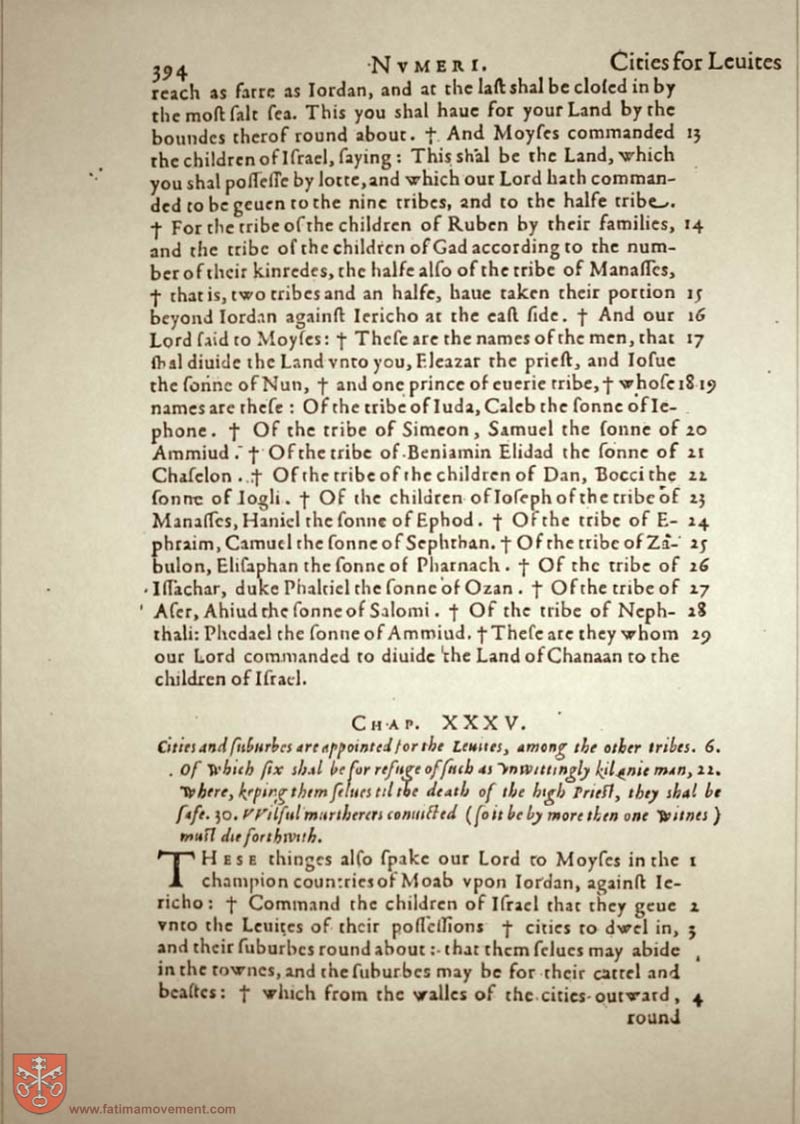 394 NVMERI. Cities for Leuites
reach as farre as Iordan, and at the laſt shal be cloſed in by
the moſt ſalt ſea. This you shal haue for your Land by the
boundes therof round about. † And Moyſes commanded 13
the children of Iſrael, ſaying: This shal be the Land, which
you shal poſſeſſe by lotte, and which our Lord hath comman-
ded to be geuen to the nine tribes, and to the halfe tribe.
† For the tribe of the children of Ruben by their families, 14
and the tribe of the children of Gad according to the num-
ber of their kinredes, the halfe alſo of the tribe of Manaſſes,
† that is, two tribes and an halfe, haue taken their portion 15
beyond Iordan againſt Iericho at the eaſt ſide. † And our 16
Lord ſaid to Moyſes: † Theſe are the names of the men, that 17
ſhal diuide the Land vnto you, Eleazar the prieſt, and Ioſue
the ſonne of Nun, † and one prince of euerie tribe, † whoſe 18 19
names are theſe: Of the tribe of Iuda, Caleb the ſonne of Ie-
phone. † Of the tribe of Simeon, Samuel the ſonne of 20
Ammiud. † Of the tribe of Beniamin Elidad the ſonne of 21
Chaſelon. † Of the tribe of the children of Dan, Bocci the 22
ſonne of Iogli. † Of the children of Ioſeph of the tribe of 23
Manaſſes, Haniel the ſonne of Ephod. † Of the tribe of E- 24
phraim, Camuel the ſonne of Sephthan. † Of the tribe of Za- 25
bulon, Eliſaphan the ſonne of Pharnach. † Of the tribe of 26
Iſſachar, duke Phaltiel the ſonne of Ozan. † Of the tribe of 27
Aſer, Ahiud the ſonne of Salomi. † Of the tribe of Neph- 28
thali: Phedael the ſonne of Ammiud. † Theſe are they whom 29
our Lord commanded to diuide the Land of Chanaan to the
children of Iſrael.
CHAP. XXXV.
Cities and ſuburbes are appointed for the Leuites, among the other tribes. 6.
Of which ſix shal be for refuge of ſuch as vnwittingly kil anie man, 22.
where, keping them ſelues til the death of the high Prieſt, they shal be
ſafe. 30. VVilful murtherers conuicted (ſo it be by more then one witnes)
muſt die forthwith.
THESE thinges alſo ſpake our Lord to Moyſes in the 1
champion countries of Moab vpon Iordan, againſt Ie-
richo: † Command the children of Iſrael that they geue 2
vnto the Leuites of their poſſeſſions † cities to dwel in, 3
and their ſuburbes round about: that them ſelues may abide
in the townes, and the ſuburbes may be for their cattel and
beaſtes: † which from the walles of the cities outward, 4
round
www.fatimamovement.com